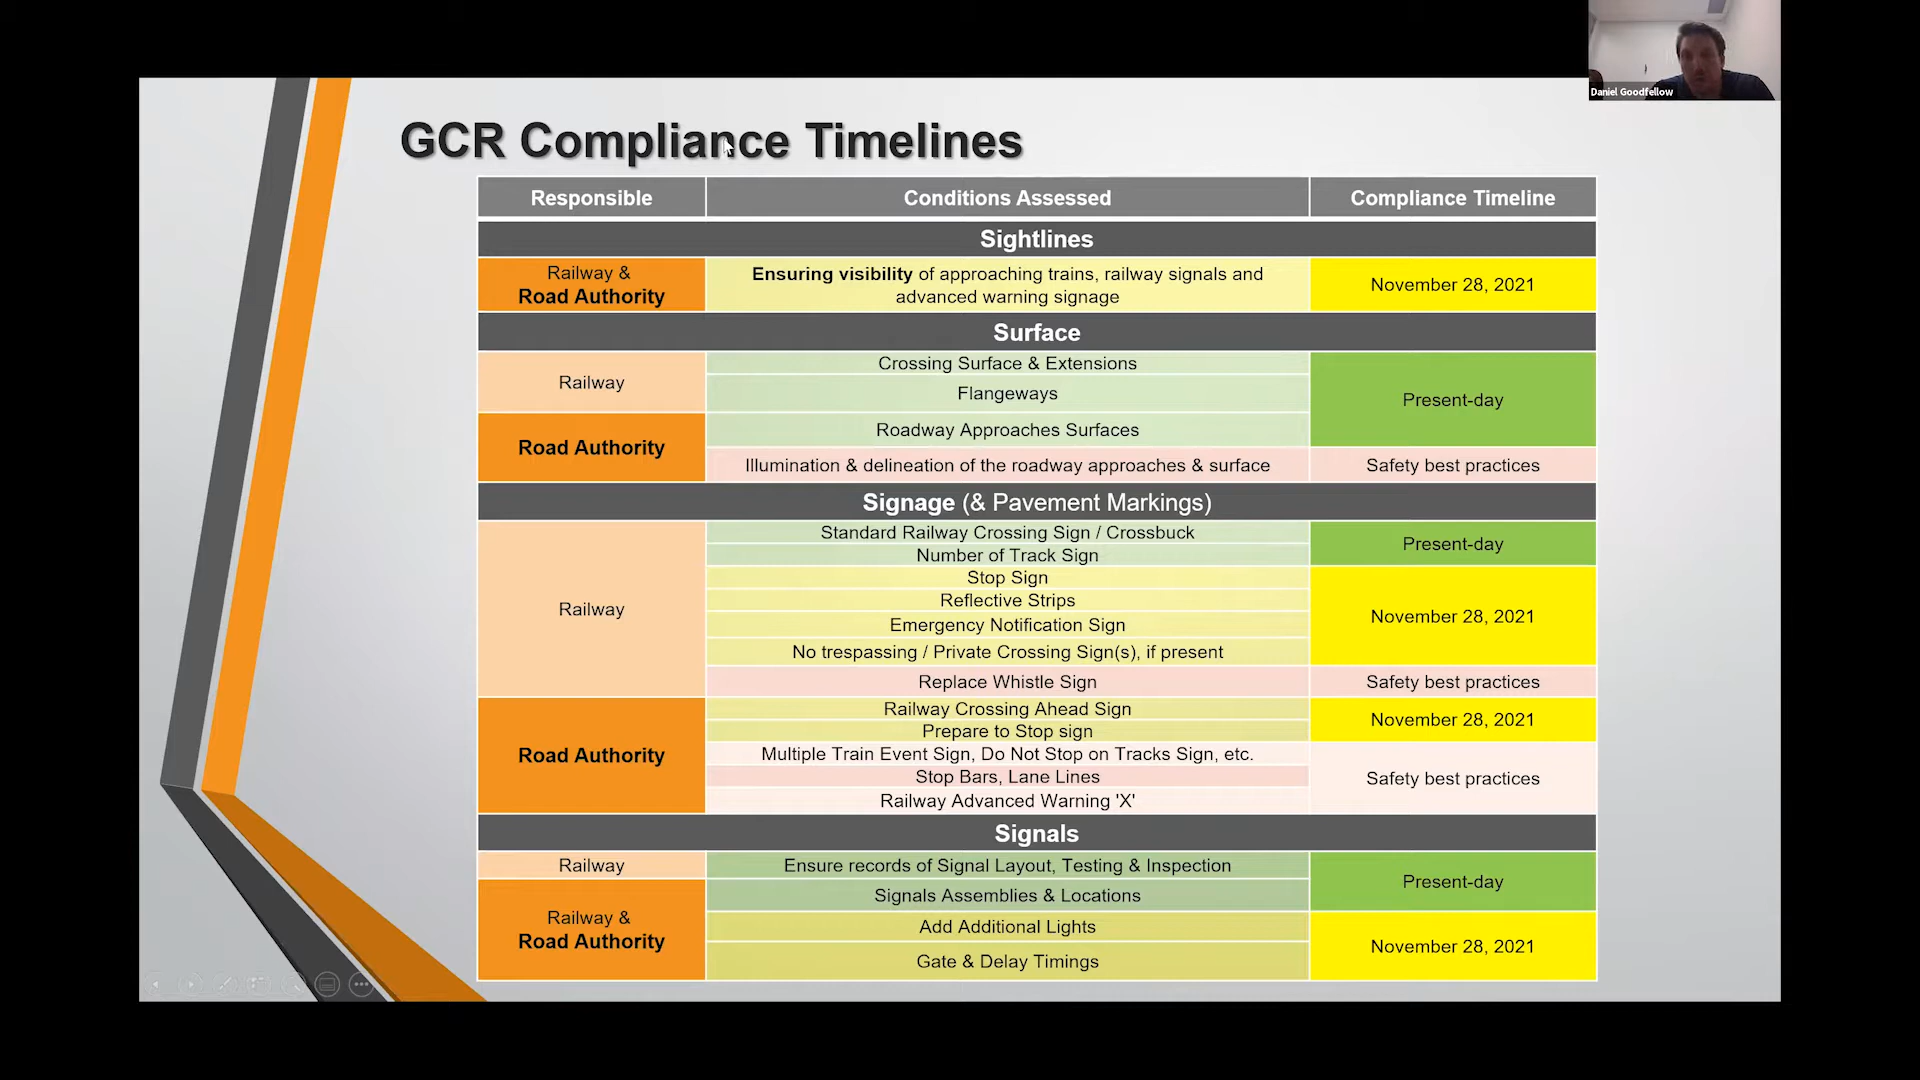 Daniel Goodfellow
GCR Compliance Timelines
Responsible
Conditions Assessed
Compliance Timeline
Sightlines
Railway &
Road Authority
Ensuring visibility of approaching trains, railway signals and
advanced warning signage
November 28, 2021
Surface
Railway
Crossing Surface & Extensions
Flangeways
Present-day
Road Authority
Roadway Approaches Surfaces
Illumination & delineation of the roadway approaches & surface
Safety best practices
Signage (& Pavement Markings)
Railway
Standard Railway Crossing Sign / Crossbuck
Number of Track Sign
Present-day
Stop Sign
Reflective Strips
Emergency Notification Sign
No trespassing / Private Crossing Sign(s), if present
November 28, 2021
Replace Whistle Sign
Safety best practices
Road Authority
Railway Crossing Ahead Sign
Prepare to Stop sign
November 28, 2021
Multiple Train Event Sign, Do Not Stop on Tracks Sign, etc.
Stop Bars, Lane Lines
Railway Advanced Warning 'X'
Safety best practices
Signals
Railway
Ensure records of Signal Layout, Testing & Inspection
Present-day
Railway &
Road Authority
Signals Assemblies & Locations
Add Additional Lights
Gate & Delay Timings
November 28, 2021